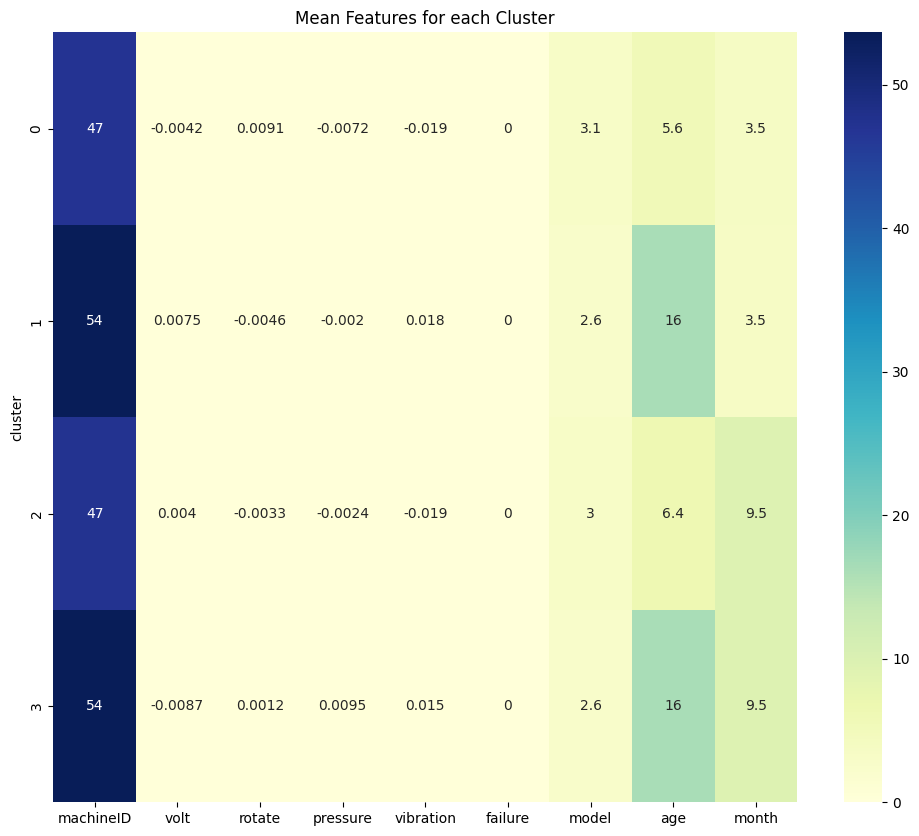 Mean Features for each Cluster
0 47 -0.0042 0.0091 -0.0072 -0.019 0 3.1 5.6 3.5
1 54 0.0075 -0.0046 -0.002 0.018 0 2.6 16 3.5
2 47 0.004 -0.0033 -0.0024 -0.019 0 3 6.4 9.5
3 54 -0.0087 0.0012 0.0095 0.015 0 2.6 16 9.5
cluster
machineID volt rotate pressure vibration failure model age month
50
40
30
20
10
0